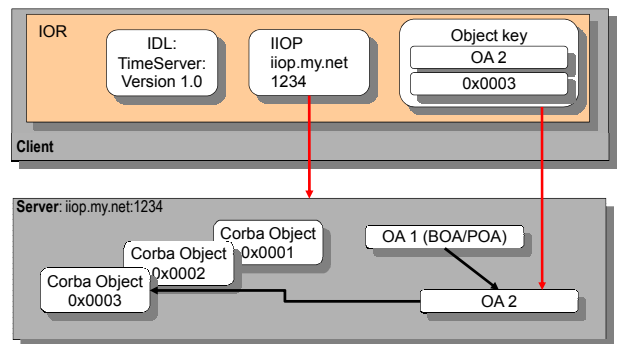 IOR
IDL:
TimeServer:
Version 1.0
IIOP
iiop.my.net
1234
Object key
OA 2
0x0003
Client
Server: iiop.my.net:1234
Corba Object
0x0001
Corba Object
0x0002
Corba Object
0x0003
OA 1 (BOA/POA)
OA 2